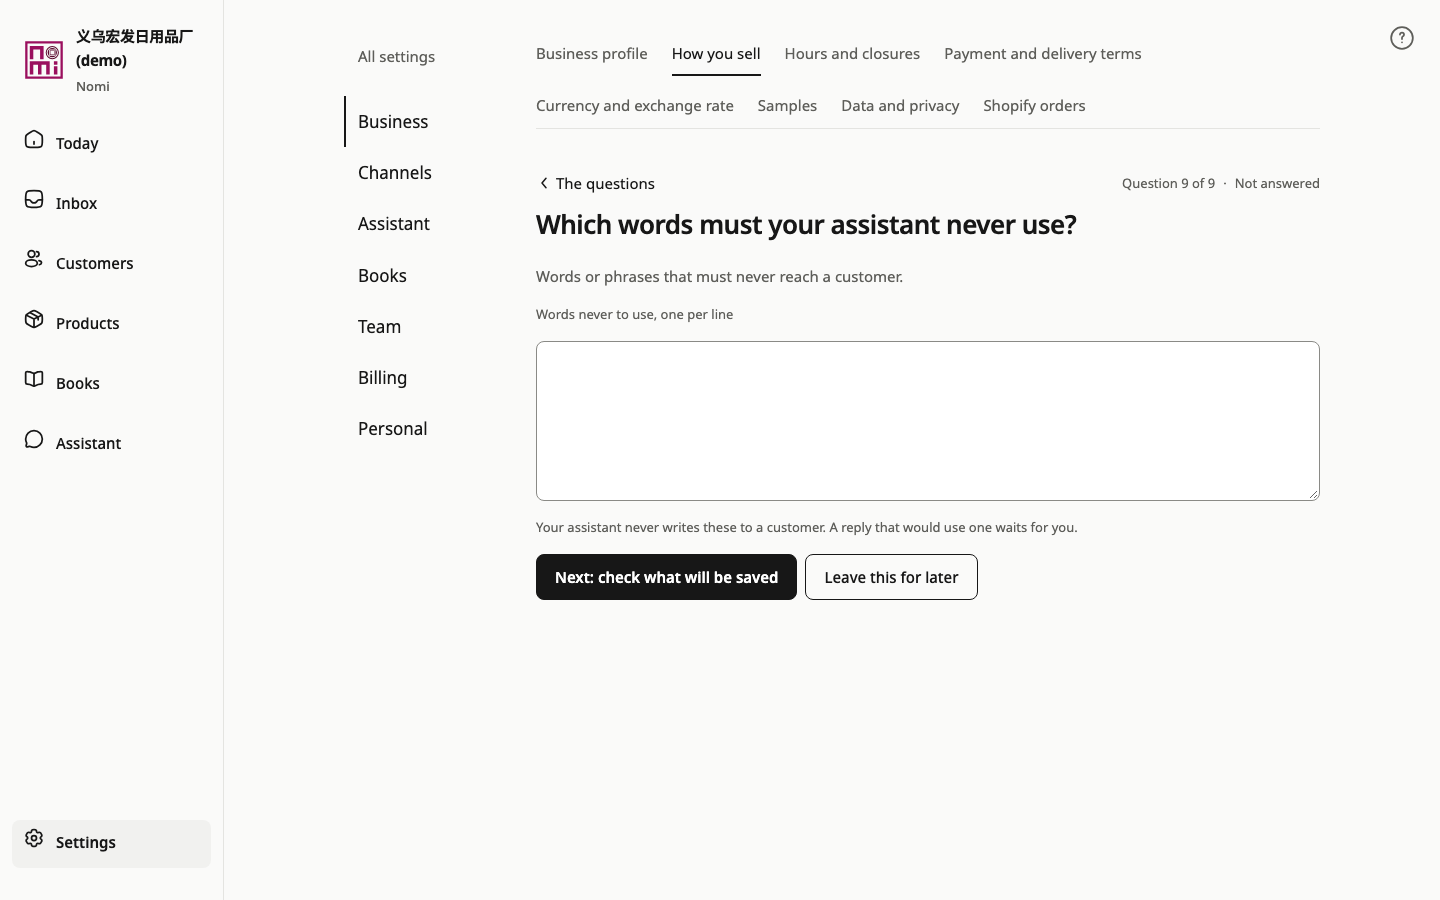 义乌宏发日用品厂
(demo)
Nomi
Today
Inbox
Customers
Products
Books
Assistant
Settings
All settings
Business
Channels
Assistant
Books
Team
Billing
Personal
Business profile How you sell Hours and closures Payment and delivery terms
Currency and exchange rate Samples Data and privacy Shopify orders
The questions
Question 9 of 9 · Not answered
Which words must your assistant never use?
Words or phrases that must never reach a customer.
Words never to use, one per line
Your assistant never writes these to a customer. A reply that would use one waits for you.
Next: check what will be saved Leave this for later